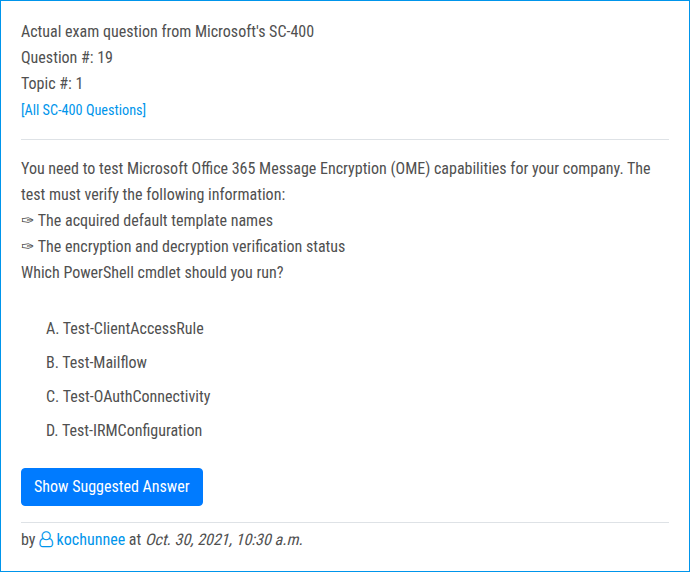 Actual exam question from Microsoft's SC-400
Question #: 19
Topic #: 1
[All SC-400 Questions]
You need to test Microsoft Office 365 Message Encryption (OME) capabilities for your company. The
test must verify the following information:
✑ The acquired default template names
✑ The encryption and decryption verification status
Which PowerShell cmdlet should you run?
A. Test-ClientAccessRule
B. Test-Mailflow
C. Test-OAuthConnectivity
D. Test-IRMConfiguration
Show Suggested Answer
by kochunnee at Oct. 30, 2021, 10:30 a.m.